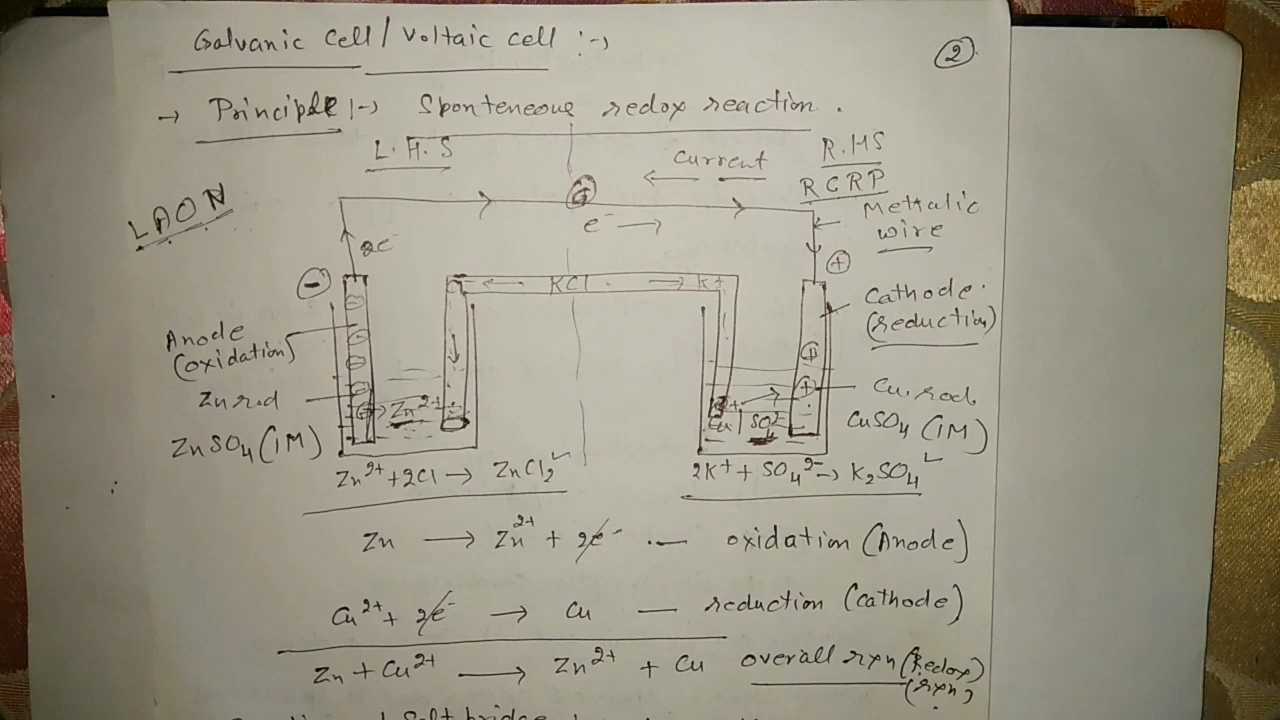 Galvanic cell / Voltaic cell :→
②
→ Principle :→ Sponteneous redox reaction .
L.H.S
Current
R.HS
RCRP
LAON
G
e⁻ →
Mettalic
wire
2e⁻
−
+
KCl
K+
Anode
(oxidation)
Cathode
(reduction)
Zn rod
Zn²⁺
Cu
SO₄²⁻
Cu rod
ZnSO₄ (1M)
CuSO₄ (1M)
Zn²⁺ + 2Cl → ZnCl₂
2K⁺ + SO₄²⁻ → K₂SO₄
Zn → Zn²⁺ + 2e⁻ — oxidation (Anode)
Cu²⁺ + 2e⁻ → Cu — reduction (cathode)
Zn + Cu²⁺ → Zn²⁺ + Cu overall rxn (Redox)
(rxn)